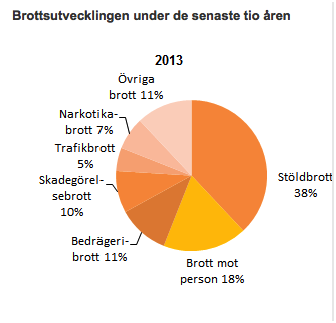 Brottsutvecklingen under de senaste tio åren
2013
Övriga
brott 11%
Narkotika-
brott 7%
Trafikbrott
5%
Skadegörel-
sebrott
10%
Bedrägeri-
brott 11%
Brott mot
person 18%
Stöldbrott
38%